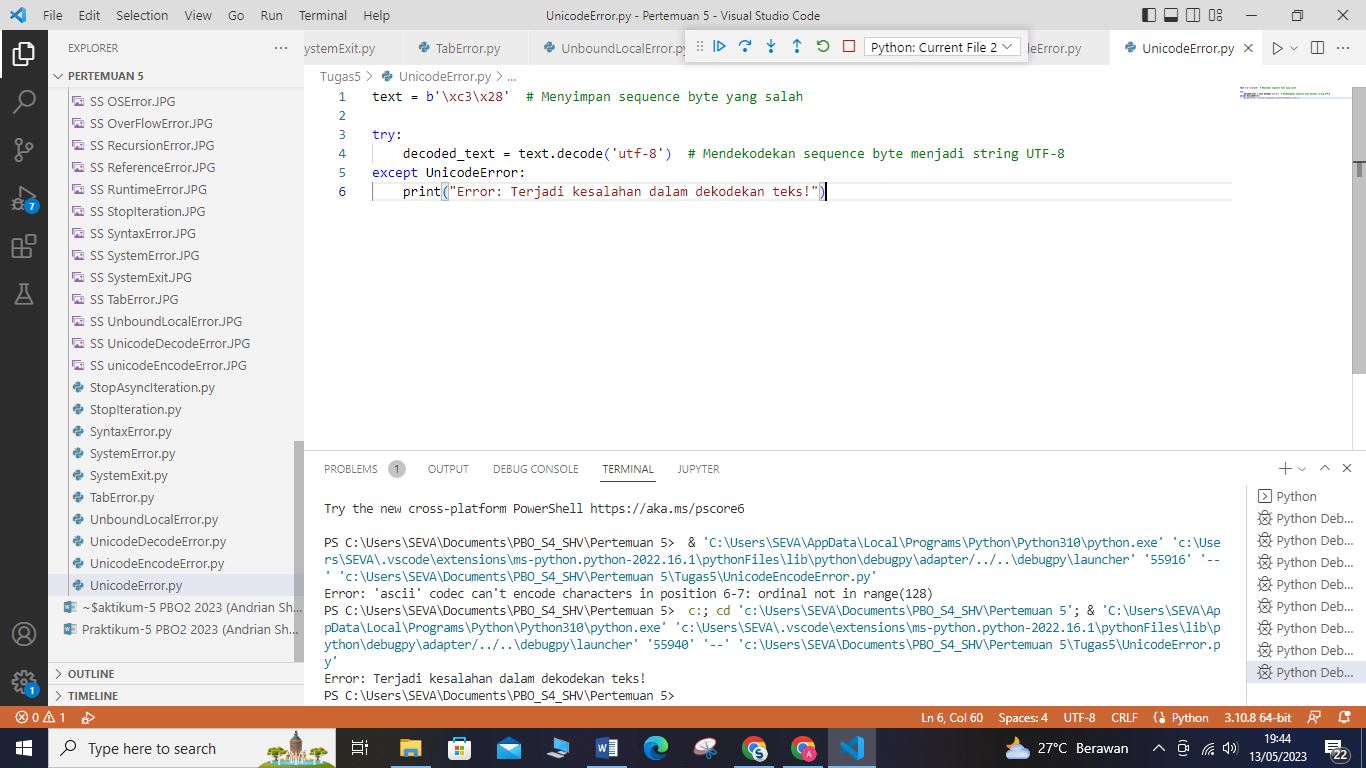 File Edit Selection View Go Run Terminal Help
UnicodeError.py - Pertemuan 5 - Visual Studio Code
EXPLORER
PERTEMUAN 5
SS OSError.JPG
SS OverFlowError.JPG
SS RecursionError.JPG
SS ReferenceError.JPG
SS RuntimeError.JPG
SS StopIteration.JPG
SS SyntaxError.JPG
SS SystemError.JPG
SS SystemExit.JPG
SS TabError.JPG
SS UnboundLocalError.JPG
SS UnicodeDecodeError.JPG
SS unicodeEncodeError.JPG
StopAsyncIteration.py
StopIteration.py
SyntaxError.py
SystemError.py
SystemExit.py
TabError.py
UnboundLocalError.py
UnicodeDecodeError.py
UnicodeEncodeError.py
UnicodeError.py
~$aktikum-5 PBO2 2023 (Andrian Sh...
Praktikum-5 PBO2 2023 (Andrian Sh...
OUTLINE
TIMELINE
7
1
ystemExit.py TabError.py UnboundLocalError.py Python: Current File 2 leError.py UnicodeError.py
Tugas5 > UnicodeError.py > ...
1 text = b'\xc3\x28'  # Menyimpan sequence byte yang salah
2
3 try:
4     decoded_text = text.decode('utf-8')  # Mendekodekan sequence byte menjadi string UTF-8
5 except UnicodeError:
6     print("Error: Terjadi kesalahan dalam dekodekan teks!")
PROBLEMS 1 OUTPUT DEBUG CONSOLE TERMINAL JUPYTER
Try the new cross-platform PowerShell https://aka.ms/pscore6
PS C:\Users\SEVA\Documents\PBO_S4_SHV\Pertemuan 5>  & 'C:\Users\SEVA\AppData\Local\Programs\Python\Python310\python.exe' 'c:\Use
rs\SEVA\.vscode\extensions\ms-python.python-2022.16.1\pythonFiles\lib\python\debugpy\adapter/../..\debugpy\launcher' '55916' '--
' 'c:\Users\SEVA\Documents\PBO_S4_SHV\Pertemuan 5\Tugas5\UnicodeEncodeError.py'
Error: 'ascii' codec can't encode characters in position 6-7: ordinal not in range(128)
PS C:\Users\SEVA\Documents\PBO_S4_SHV\Pertemuan 5>  c:; cd 'c:\Users\SEVA\Documents\PBO_S4_SHV\Pertemuan 5'; & 'C:\Users\SEVA\Ap
pData\Local\Programs\Python\Python310\python.exe' 'c:\Users\SEVA\.vscode\extensions\ms-python.python-2022.16.1\pythonFiles\lib\p
ython\debugpy\adapter/../..\debugpy\launcher' '55940' '--' 'c:\Users\SEVA\Documents\PBO_S4_SHV\Pertemuan 5\Tugas5\UnicodeError.p
y'
Error: Terjadi kesalahan dalam dekodekan teks!
PS C:\Users\SEVA\Documents\PBO_S4_SHV\Pertemuan 5>
Python
Python Deb...
Python Deb...
Python Deb...
Python Deb...
Python Deb...
Python Deb...
Python Deb...
Python Deb...
0 1 Ln 6, Col 60 Spaces: 4 UTF-8 CRLF Python 3.10.8 64-bit
Type here to search
27°C Berawan
19:44
13/05/2023
22